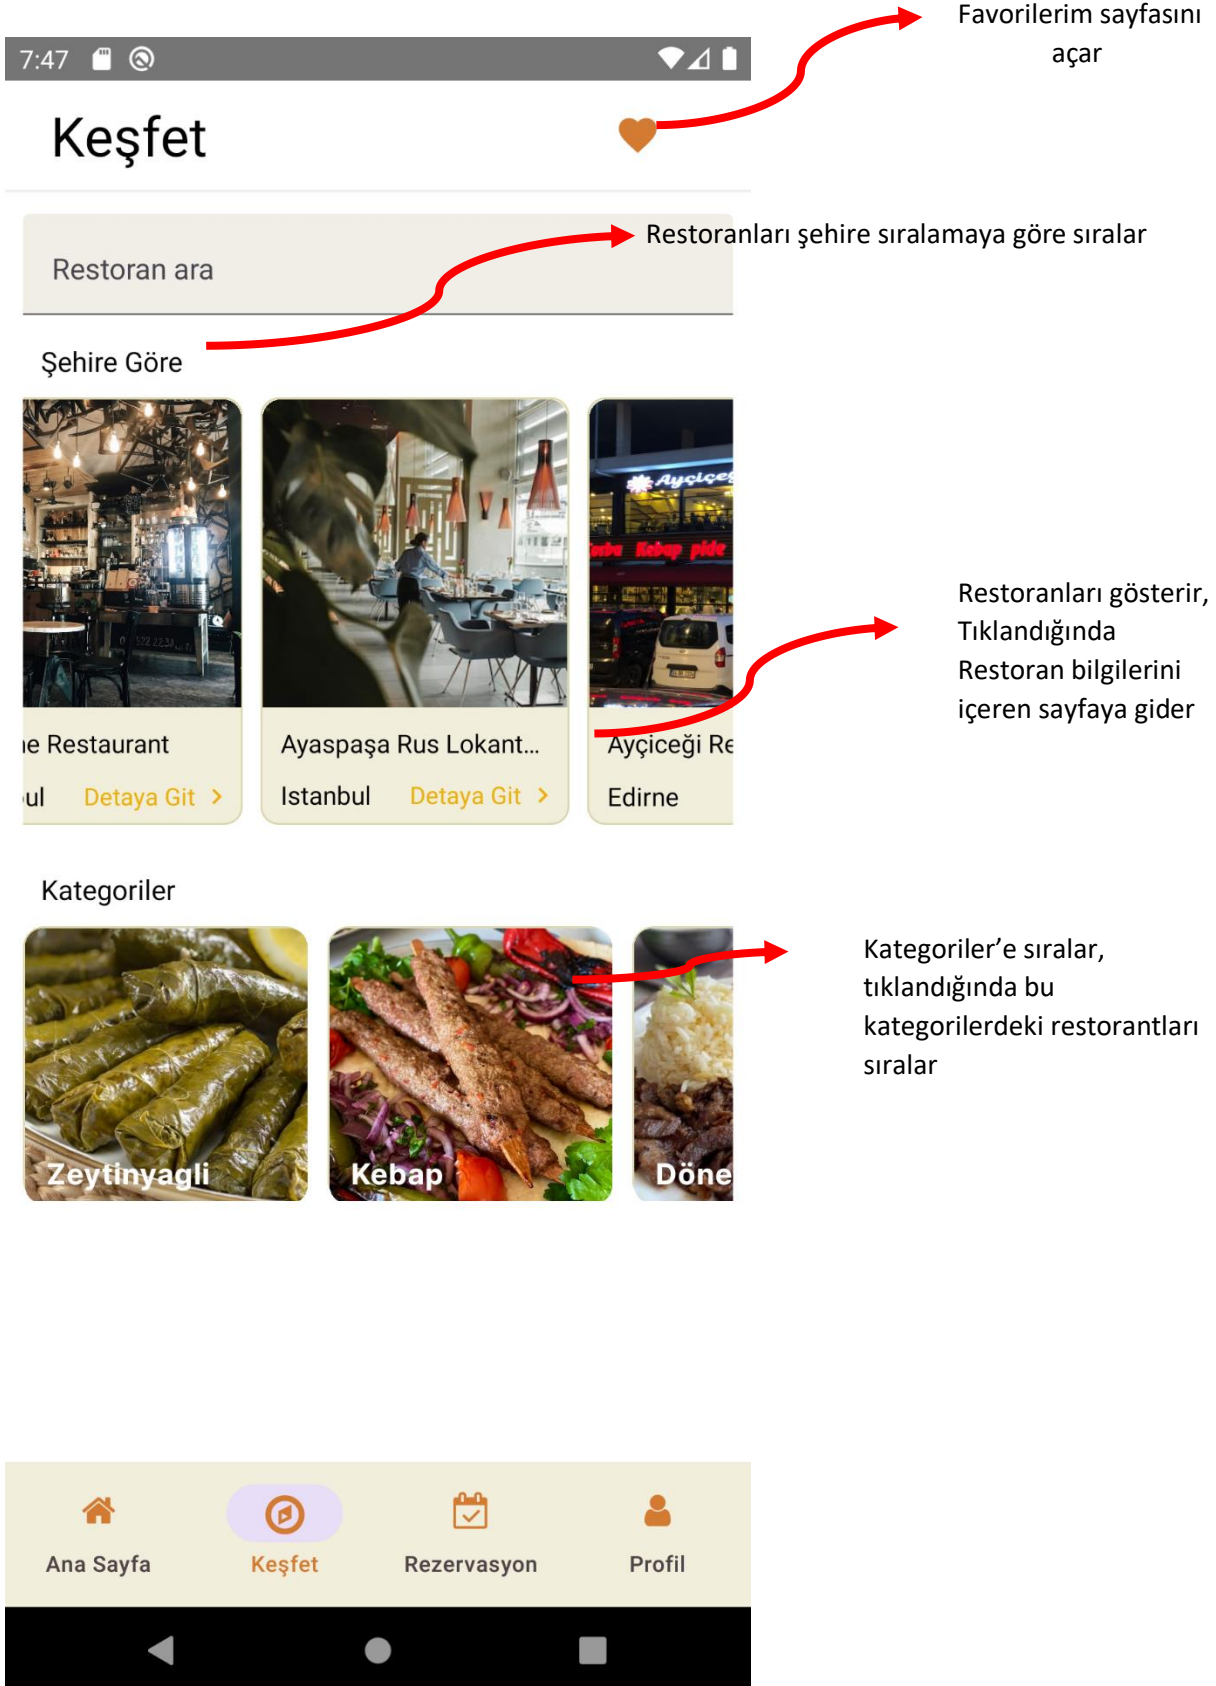 Favorilerim sayfasını
açar
7:47
Keşfet
Restoranları şehire sıralamaya göre sıralar
Restoran ara
Şehire Göre
Ayçiçeğ
Kebap pide
Restoranları gösterir,
Tıklandığında
Restoran bilgilerini
içeren sayfaya gider
ne Restaurant
Ayaspaşa Rus Lokant...
Ayçiceği Re
ul Detaya Git >
Istanbul Detaya Git >
Edirne
Kategoriler
Kategoriler’e sıralar,
tıklandığında bu
kategorilerdeki restorantları
sıralar
Zeytinyagli
Kebap
Döne
Ana Sayfa
Keşfet
Rezervasyon
Profil